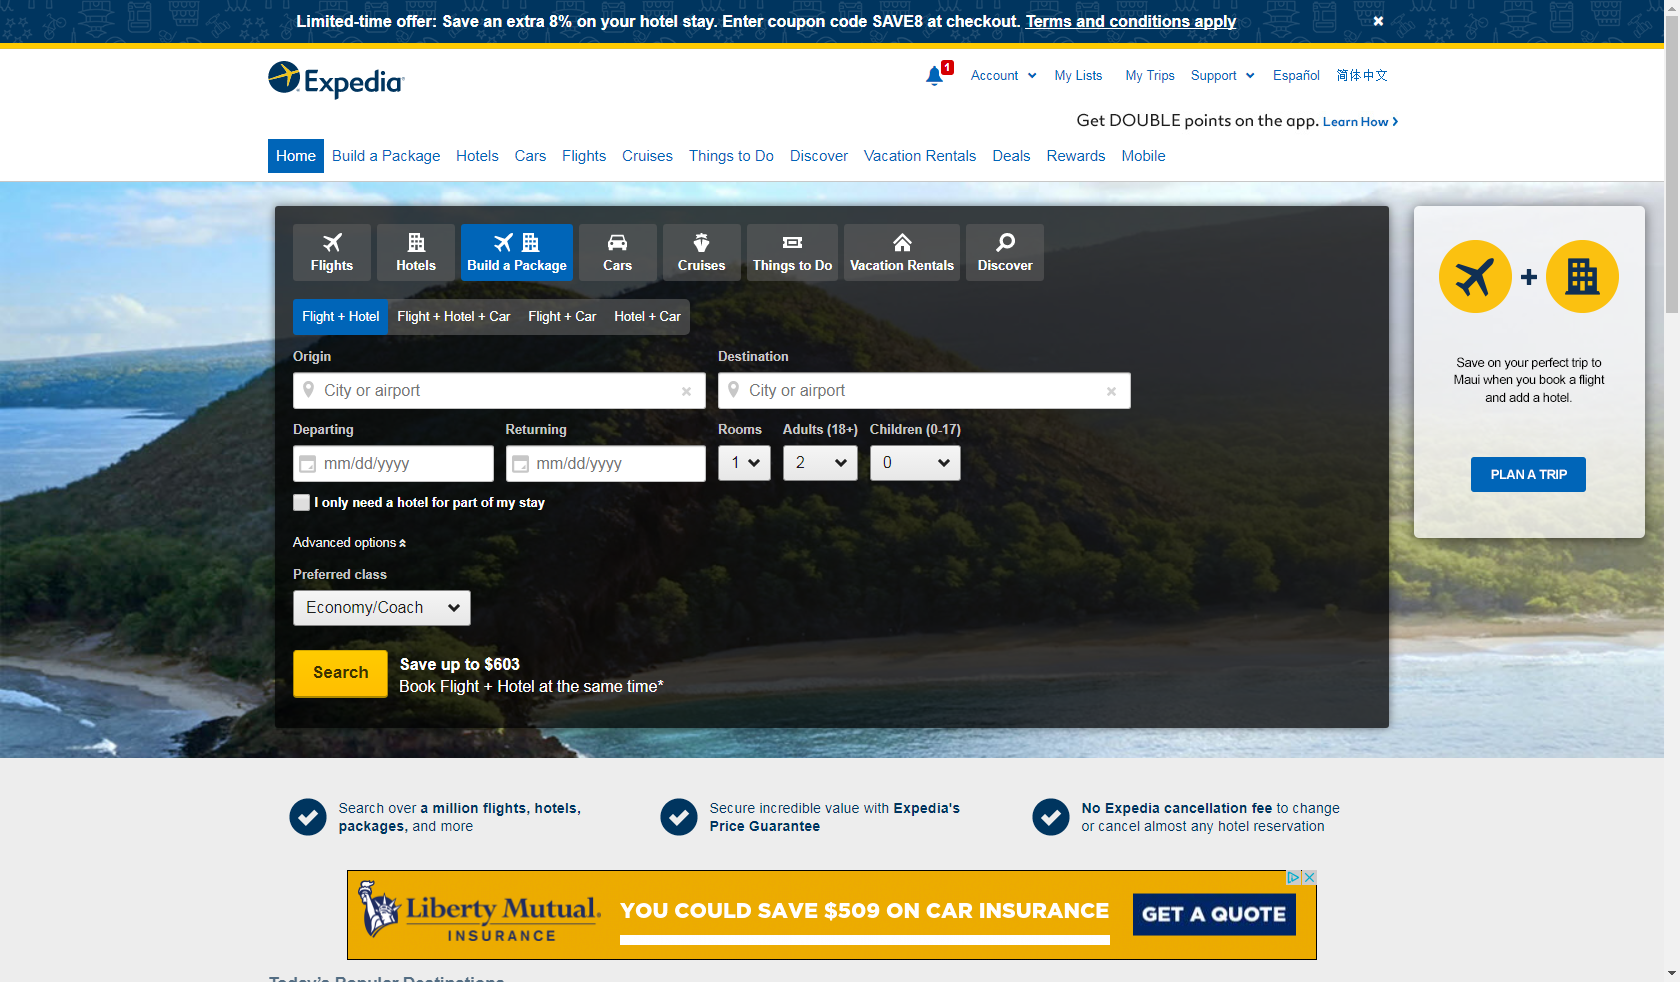 Limited-time offer: Save an extra 8% on your hotel stay. Enter coupon code SAVE8 at checkout. Terms and conditions apply
Expedia
1
Account
My Lists
My Trips
Support
Español
简体中文
Get DOUBLE points on the app. Learn How
Home
Build a Package
Hotels
Cars
Flights
Cruises
Things to Do
Discover
Vacation Rentals
Deals
Rewards
Mobile
Flights
Hotels
Build a Package
Cars
Cruises
Things to Do
Vacation Rentals
Discover
Flight + Hotel
Flight + Hotel + Car
Flight + Car
Hotel + Car
Origin
Destination
City or airport
City or airport
Departing
Returning
Rooms
Adults (18+)
Children (0-17)
mm/dd/yyyy
mm/dd/yyyy
1
2
0
I only need a hotel for part of my stay
Advanced options
Preferred class
Economy/Coach
Search
Save up to $603
Book Flight + Hotel at the same time*
Save on your perfect trip to
Maui when you book a flight
and add a hotel.
PLAN A TRIP
Search over a million flights, hotels,
packages, and more
Secure incredible value with Expedia's
Price Guarantee
No Expedia cancellation fee to change
or cancel almost any hotel reservation
Liberty Mutual.
INSURANCE
YOU COULD SAVE $509 ON CAR INSURANCE
GET A QUOTE
Today's Popular Destinations